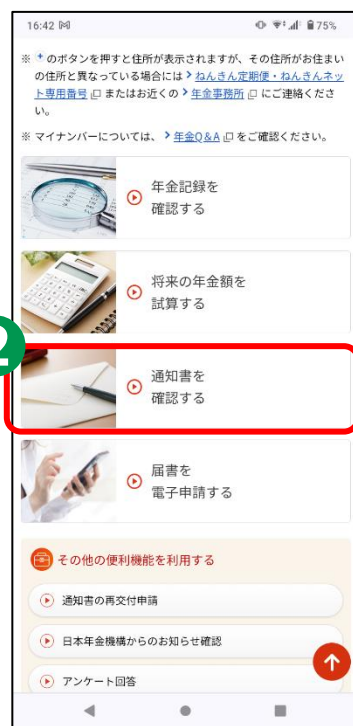 16:42 75%
※ + のボタンを押すと住所が表示されますが、その住所がお住まい
の住所と異なっている場合には ねんきん定期便・ねんきんネッ
ト専用番号 またはお近くの 年金事務所 にご連絡くださ
い。
※ マイナンバーについては、 年金Q&A をご確認ください。
年金記録を
確認する
将来の年金額を
試算する
2
通知書を
確認する
届書を
電子申請する
その他の便利機能を利用する
通知書の再交付申請
日本年金機構からのお知らせ確認
アンケート回答